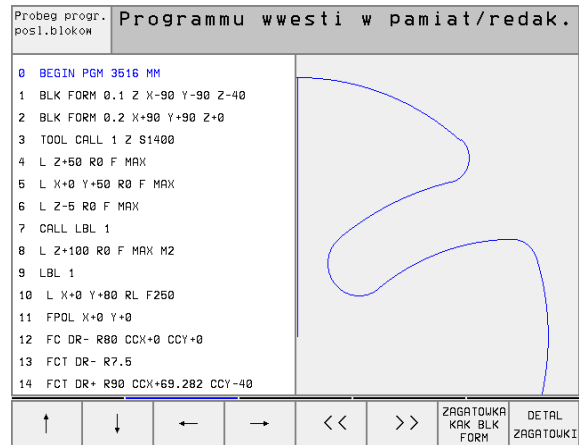 Probeg progr.
posl.blokow
Programmu wwesti w pamiat/redak.
0 BEGIN PGM 3516 MM
1 BLK FORM 0.1 Z X-90 Y-90 Z-40
2 BLK FORM 0.2 X+90 Y+90 Z+0
3 TOOL CALL 1 Z S1400
4 L Z+50 R0 F MAX
5 L X+0 Y+50 R0 F MAX
6 L Z-5 R0 F MAX
7 CALL LBL 1
8 L Z+100 R0 F MAX M2
9 LBL 1
10 L X+0 Y+80 RL F250
11 FPOL X+0 Y+0
12 FC DR- R80 CCX+0 CCY+0
13 FCT DR- R7.5
14 FCT DR+ R90 CCX+69.282 CCY-40
↑ ↓ ← → << >>
ZAGATOWKA
KAK BLK
FORM
DETAL
ZAGATOWKI